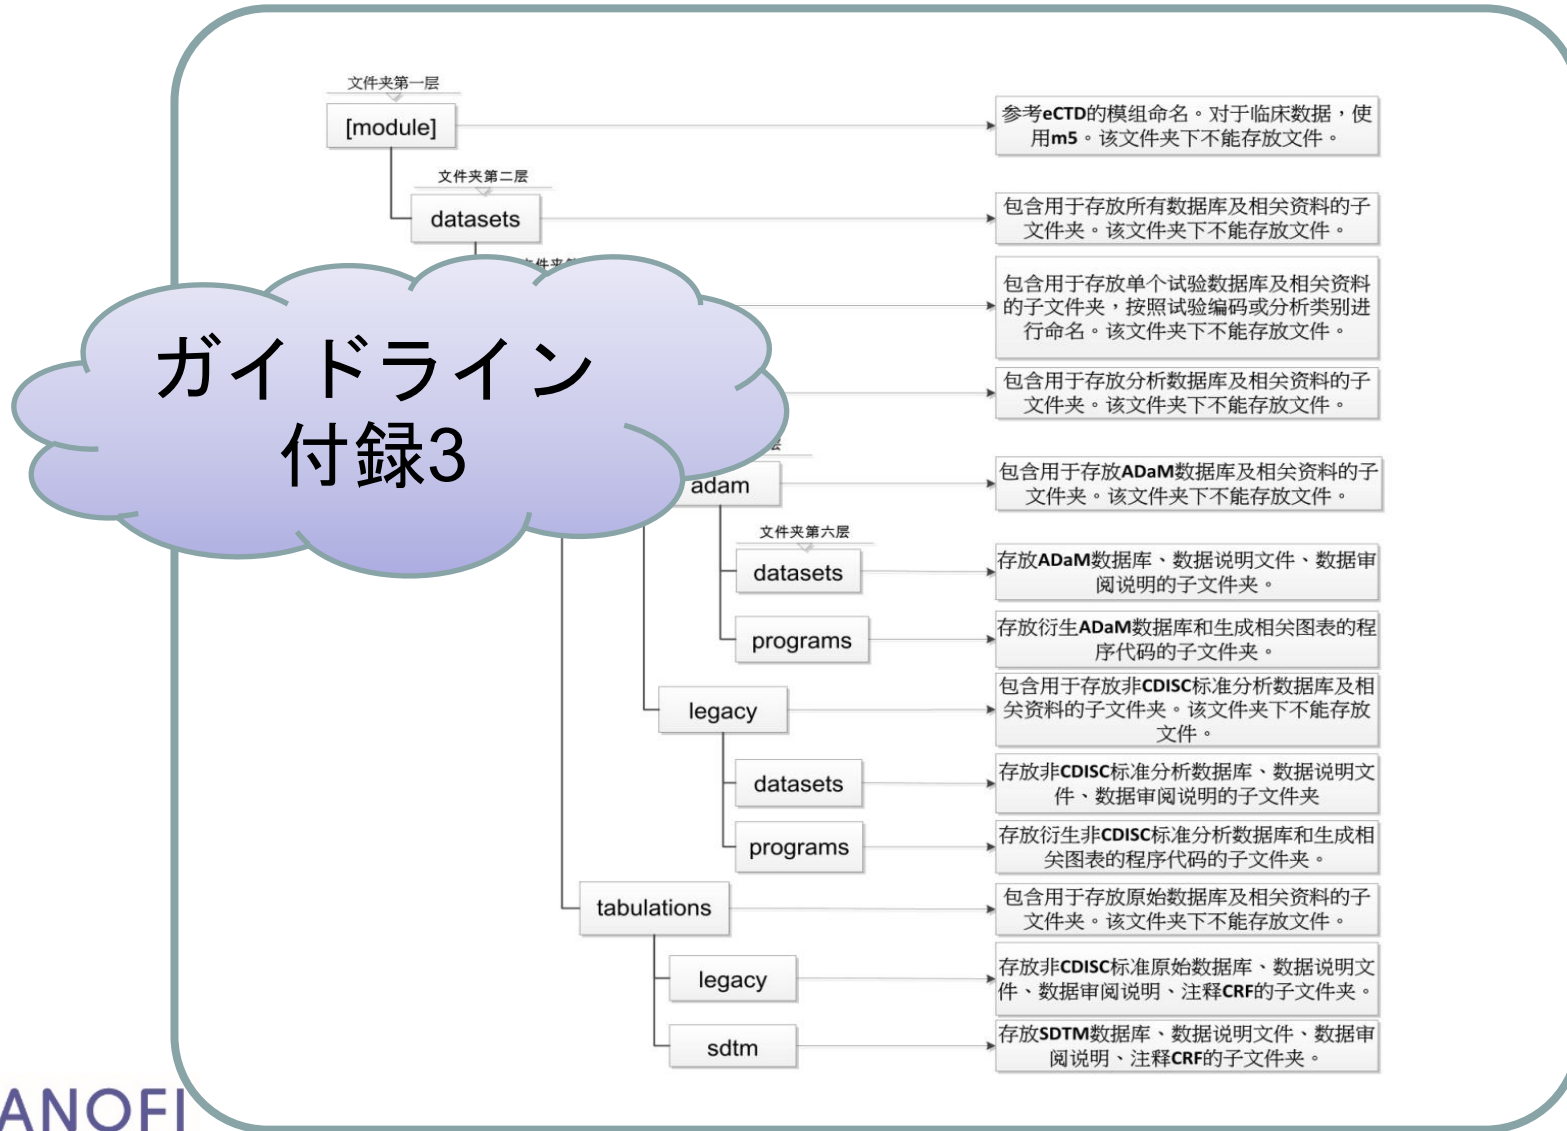 文件夹第一层
[module]
参考eCTD的模组命名。对于临床数据，使
用m5。该文件夹下不能存放文件。
文件夹第二层
datasets
包含用于存放所有数据库及相关资料的子
文件夹。该文件夹下不能存放文件。
包含用于存放单个试验数据库及相关资料
的子文件夹，按照试验编码或分析类别进
行命名。该文件夹下不能存放文件。
ガイドライン
付録3
包含用于存放分析数据库及相关资料的子
文件夹。该文件夹下不能存放文件。
adam
包含用于存放ADaM数据库及相关资料的子
文件夹。该文件夹下不能存放文件。
文件夹第六层
datasets
存放ADaM数据库、数据说明文件、数据审
阅说明的子文件夹。
programs
存放衍生ADaM数据库和生成相关图表的程
序代码的子文件夹。
legacy
包含用于存放非CDISC标准分析数据库及相
关资料的子文件夹。该文件夹下不能存放
文件。
datasets
存放非CDISC标准分析数据库、数据说明文
件、数据审阅说明的子文件夹
programs
存放衍生非CDISC标准分析数据库和生成相
关图表的程序代码的子文件夹。
tabulations
包含用于存放原始数据库及相关资料的子
文件夹。该文件夹下不能存放文件。
legacy
存放非CDISC标准原始数据库、数据说明文
件、数据审阅说明、注释CRF的子文件夹。
sdtm
存放SDTM数据库、数据说明文件、数据审
阅说明、注释CRF的子文件夹。
ANOFI